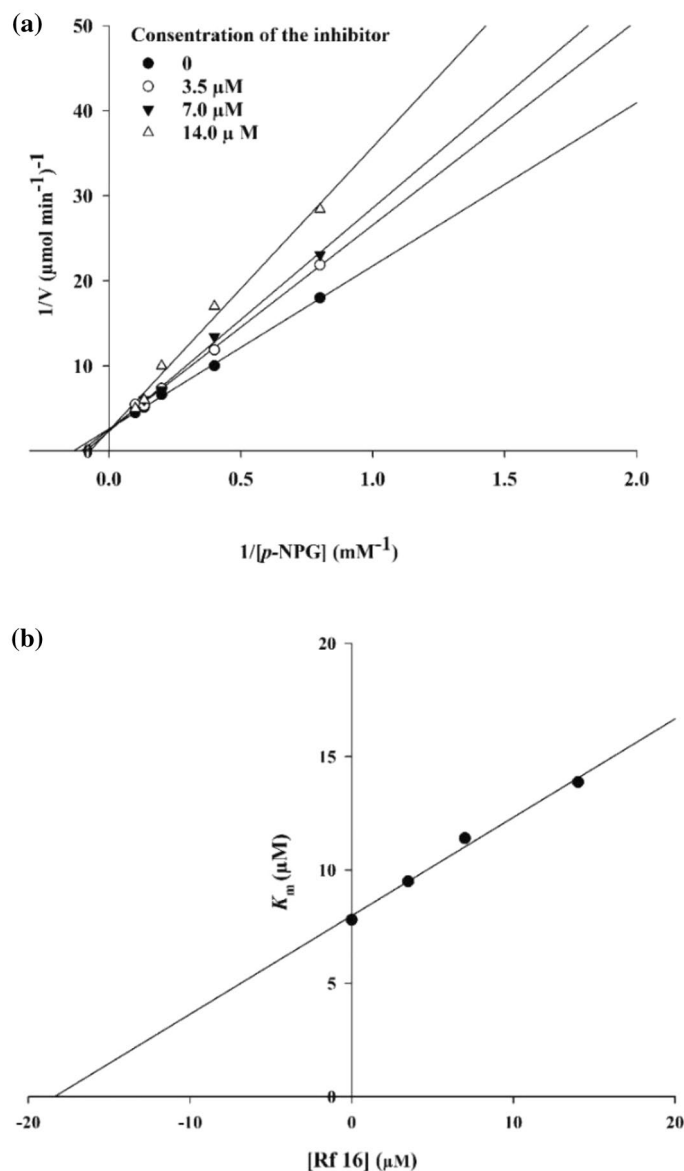 (a)
Consentration of the inhibitor
0
3.5 µM
7.0 µM
14.0 µ M
1/V (µmol min⁻¹)⁻¹
50
40
30
20
10
0
0.0 0.5 1.0 1.5 2.0
1/[p-NPG] (mM⁻¹)
(b)
Kₘ (µM)
20
15
10
5
0
-20 -10 0 10 20
[Rf 16] (µM)